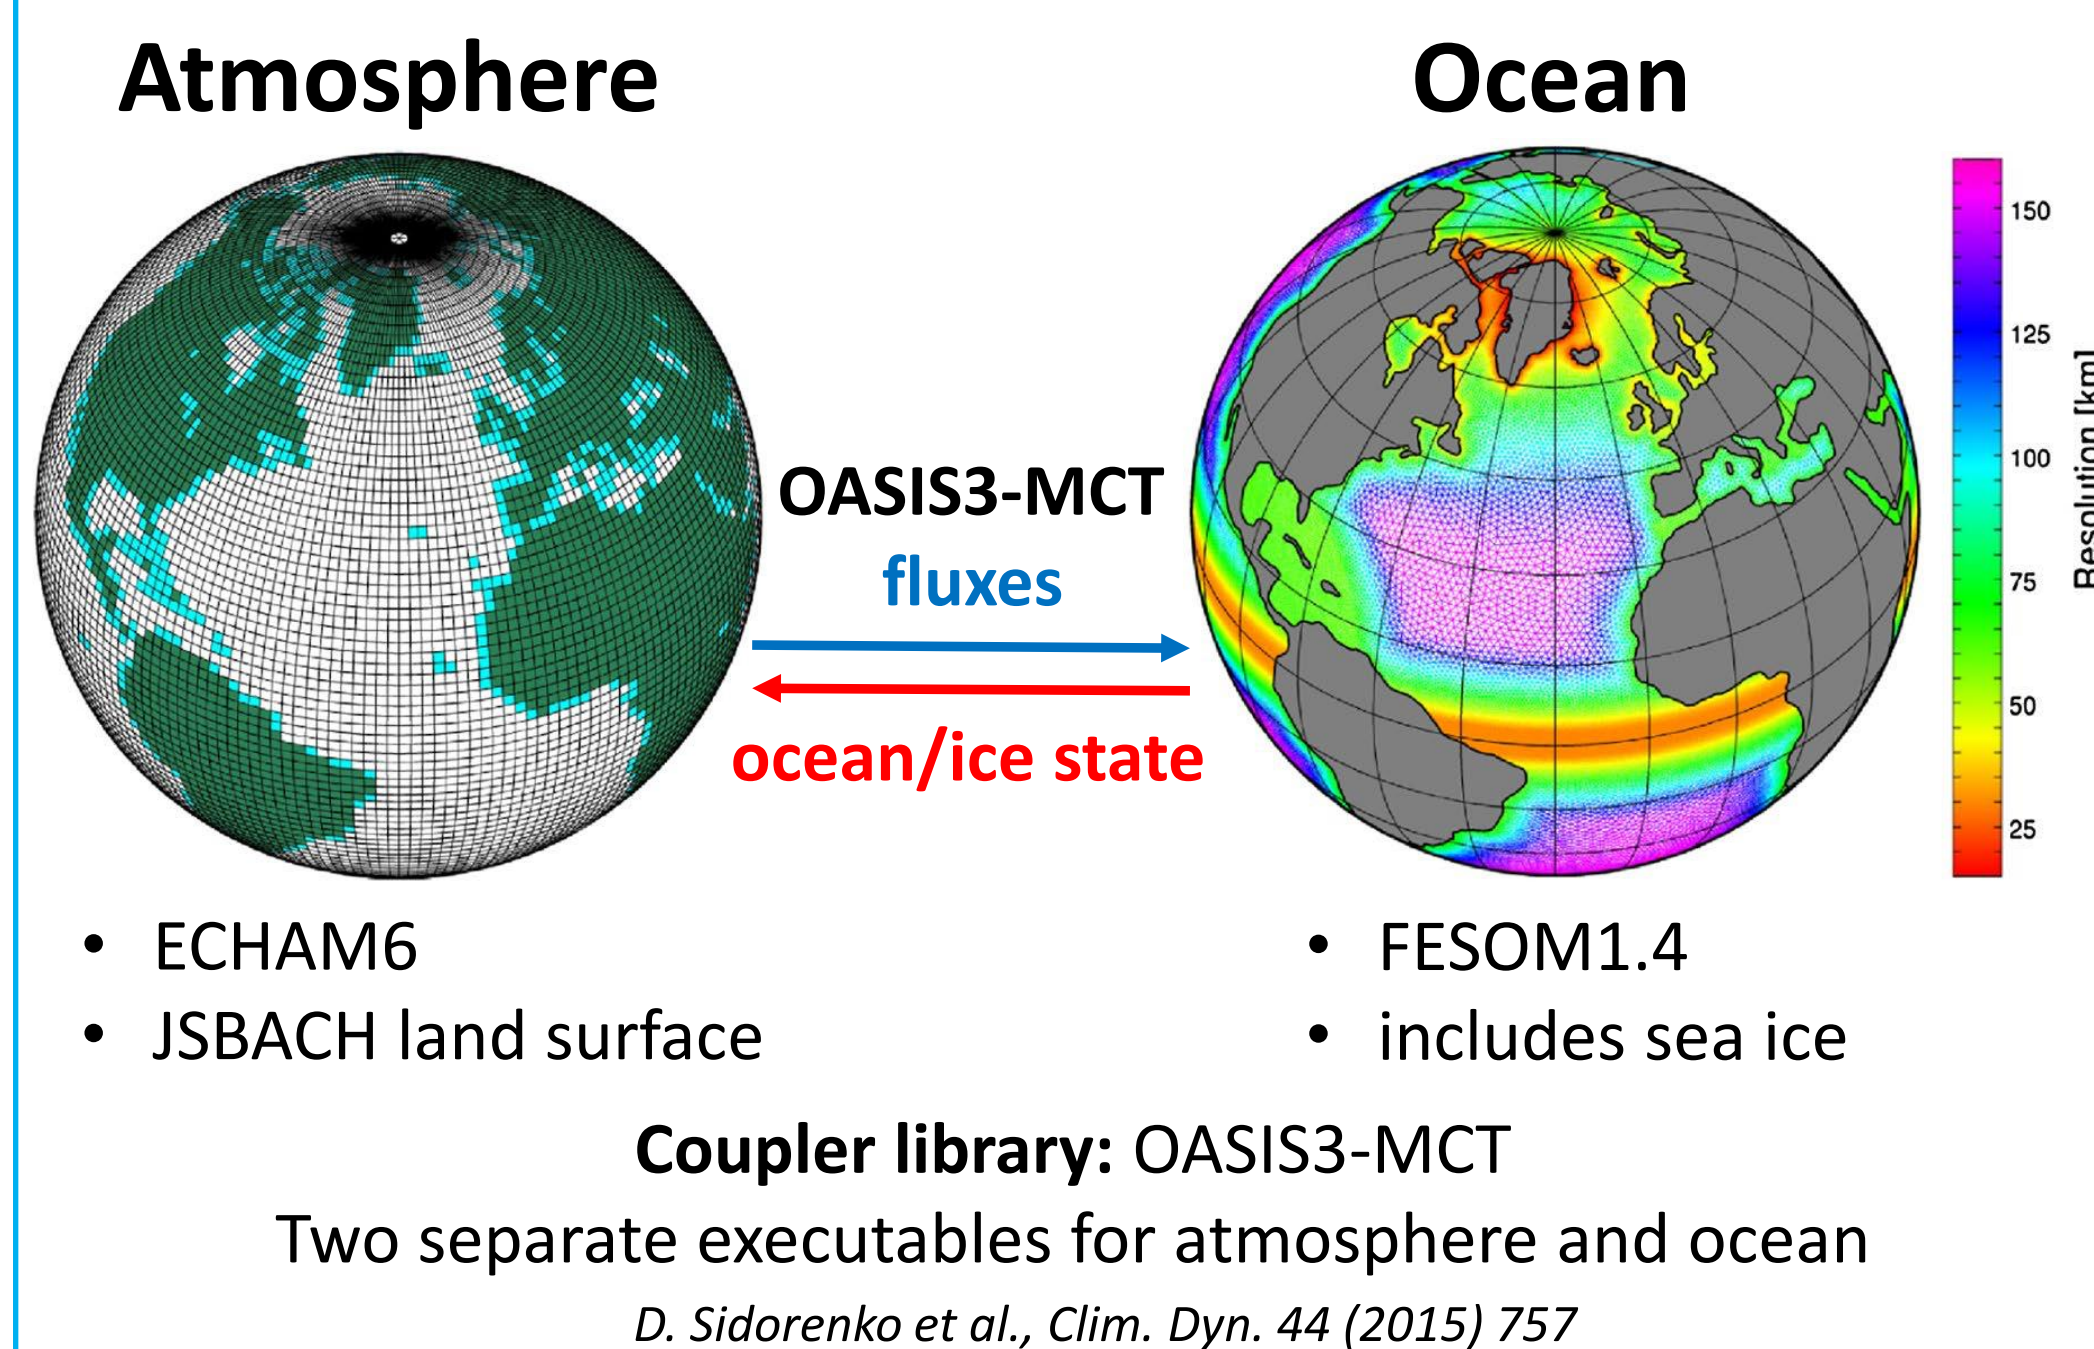 Atmosphere
Ocean
OASIS3-MCT
fluxes
ocean/ice state
150
125
100
75
50
25
Resolution [km]
• ECHAM6
• JSBACH land surface
• FESOM1.4
• includes sea ice
Coupler library: OASIS3-MCT
Two separate executables for atmosphere and ocean
D. Sidorenko et al., Clim. Dyn. 44 (2015) 757